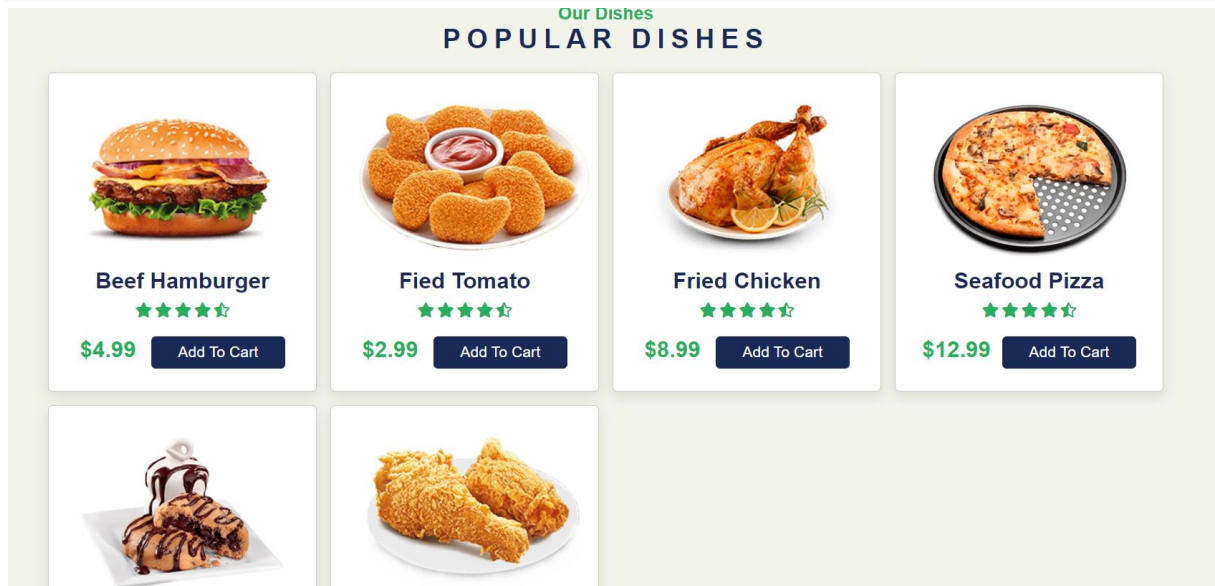 Our Dishes
POPULAR DISHES
Beef Hamburger
Fied Tomato
Fried Chicken
Seafood Pizza
$4.99 Add To Cart
$2.99 Add To Cart
$8.99 Add To Cart
$12.99 Add To Cart